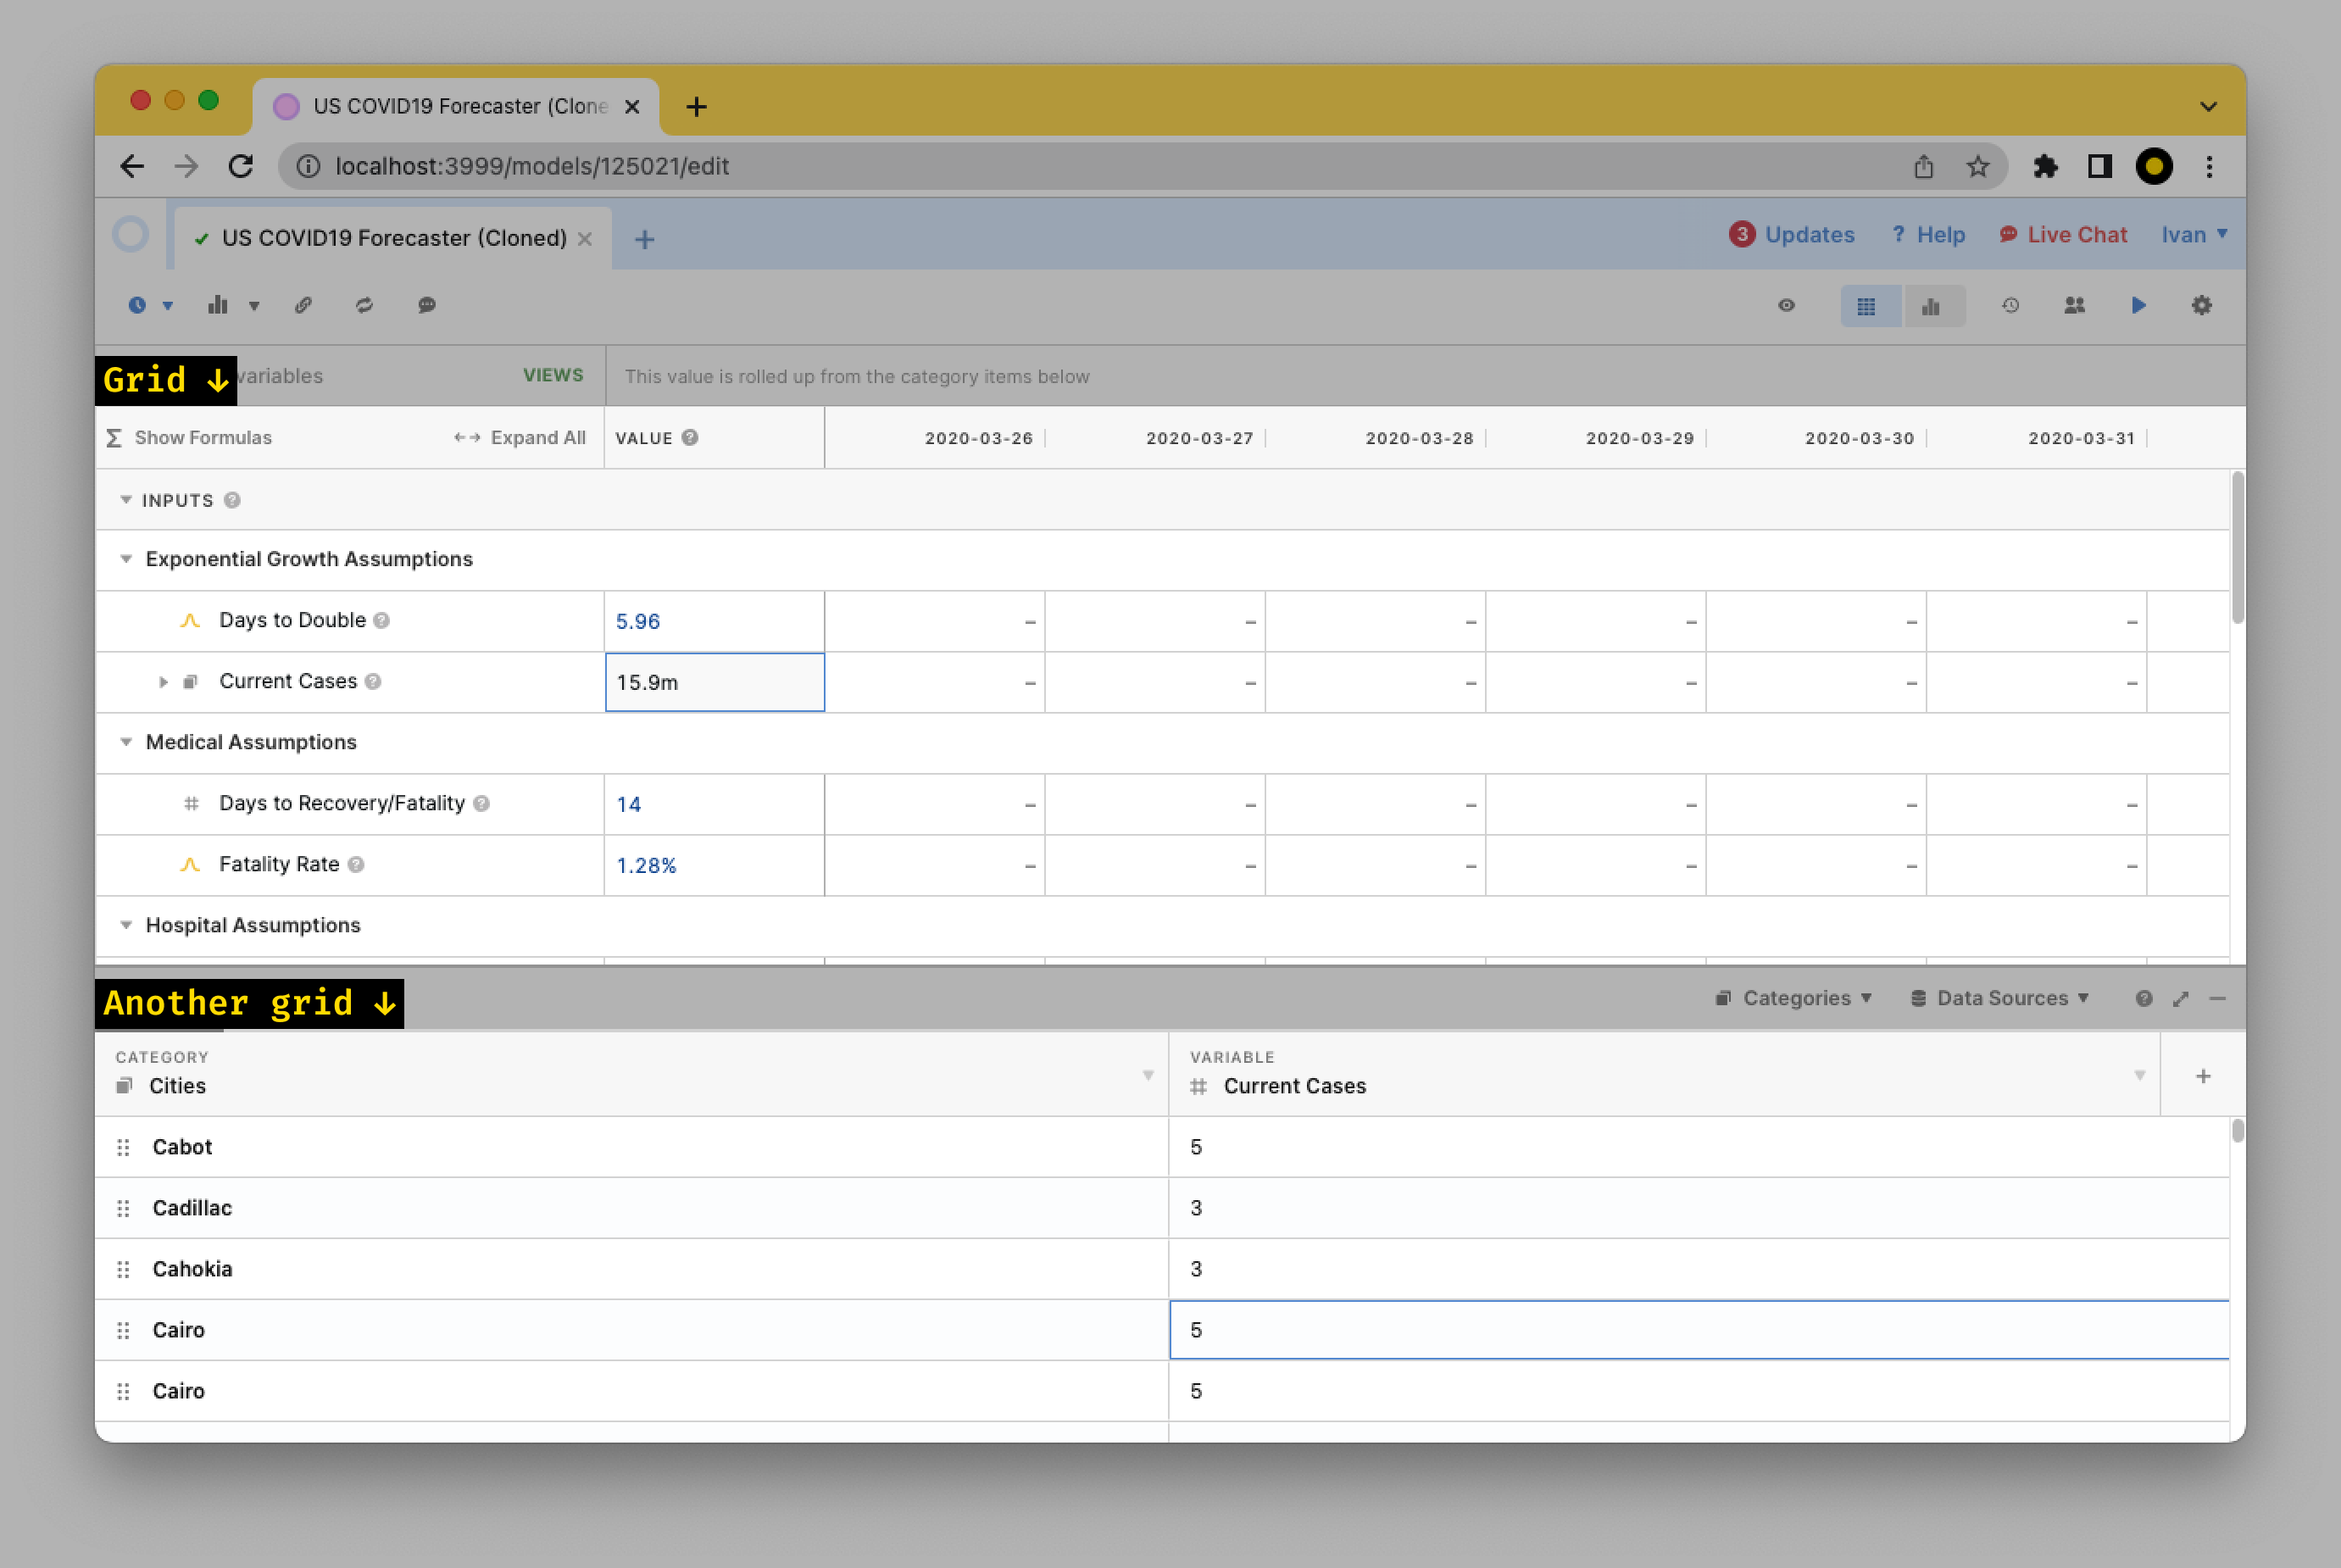 US COVID19 Forecaster (Clone
localhost:3999/models/125021/edit
US COVID19 Forecaster (Cloned)
3 Updates ? Help Live Chat Ivan
Grid ↓ variables VIEWS This value is rolled up from the category items below
Σ Show Formulas Expand All VALUE ? 2020-03-26 2020-03-27 2020-03-28 2020-03-29 2020-03-30 2020-03-31
INPUTS ?
Exponential Growth Assumptions
Days to Double ? 5.96 – – – – – –
Current Cases ? 15.9m – – – – – –
Medical Assumptions
# Days to Recovery/Fatality ? 14 – – – – – –
Fatality Rate ? 1.28% – – – – – –
Hospital Assumptions
Another grid ↓ Categories Data Sources ?
CATEGORY VARIABLE
Cities # Current Cases +
Cabot 5
Cadillac 3
Cahokia 3
Cairo 5
Cairo 5